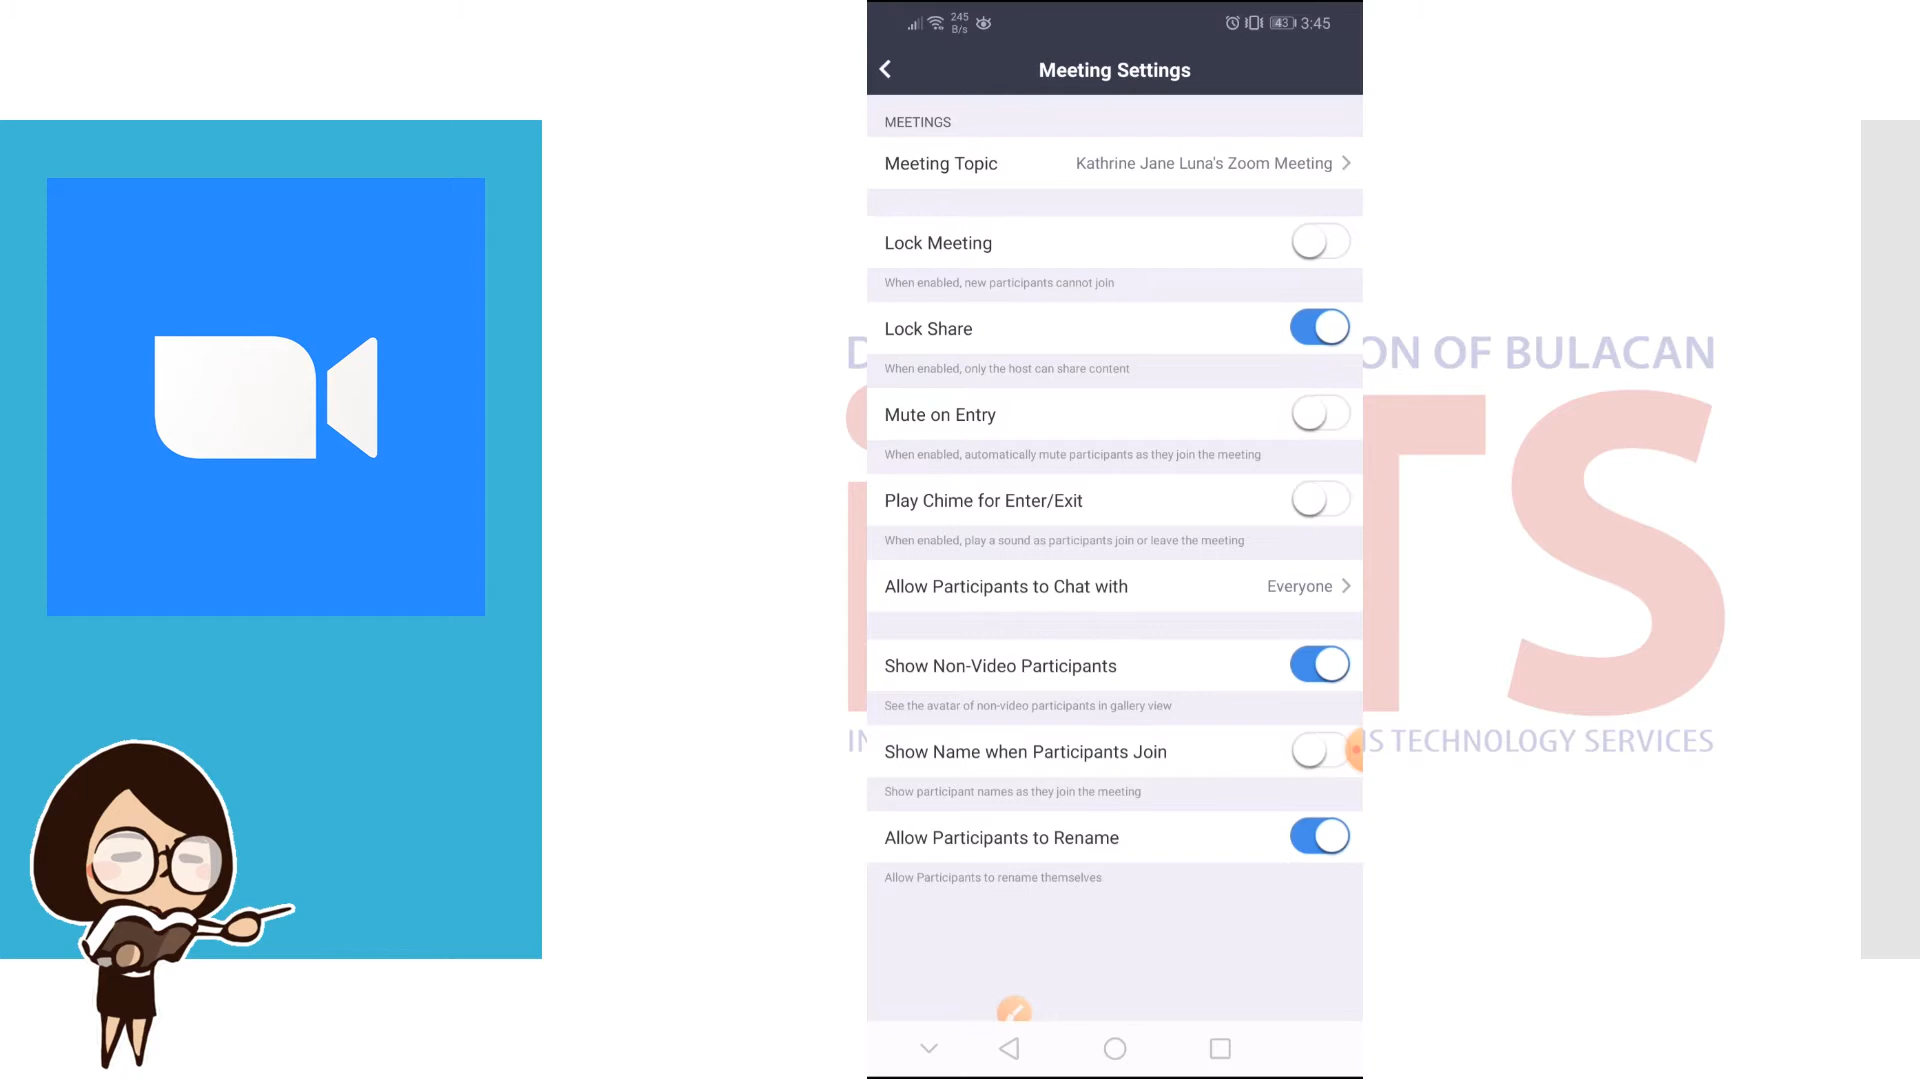 245
B/s
43
3:45
Meeting Settings
MEETINGS
Meeting Topic
Kathrine Jane Luna's Zoom Meeting
Lock Meeting
When enabled, new participants cannot join
Lock Share
When enabled, only the host can share content
Mute on Entry
When enabled, automatically mute participants as they join the meeting
Play Chime for Enter/Exit
When enabled, play a sound as participants join or leave the meeting
Allow Participants to Chat with
Everyone
Show Non-Video Participants
See the avatar of non-video participants in gallery view
Show Name when Participants Join
Show participant names as they join the meeting
Allow Participants to Rename
Allow Participants to rename themselves
ON OF BULACAN
TS
TECHNOLOGY SERVICES